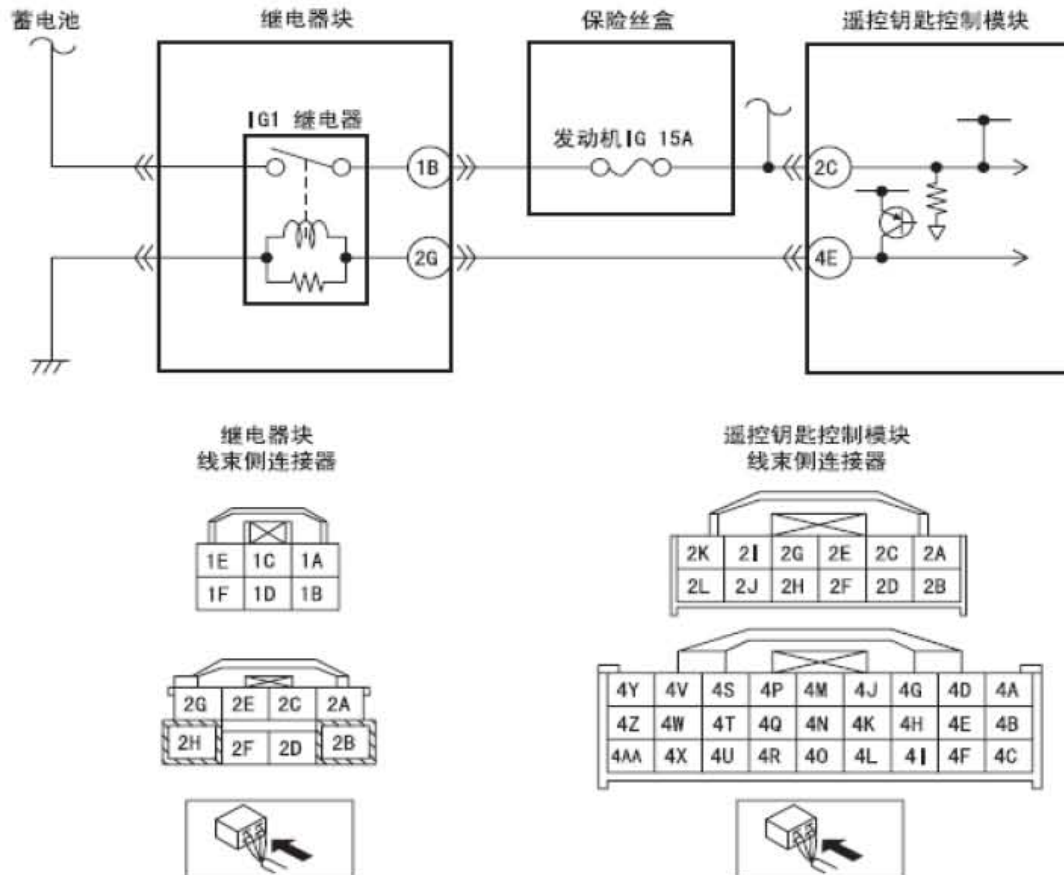 蓄电池
继电器块
保险丝盒
遥控钥匙控制模块
IG1 继电器
发动机IG 15A
1B
2C
2G
4E
继电器块
线束侧连接器
遥控钥匙控制模块
线束侧连接器
1E 1C 1A
1F 1D 1B
2K 2I 2G 2E 2C 2A
2L 2J 2H 2F 2D 2B
2G 2E 2C 2A
2H 2F 2D 2B
4Y 4V 4S 4P 4M 4J 4G 4D 4A
4Z 4W 4T 4Q 4N 4K 4H 4E 4B
4AA 4X 4U 4R 4O 4L 4I 4F 4C